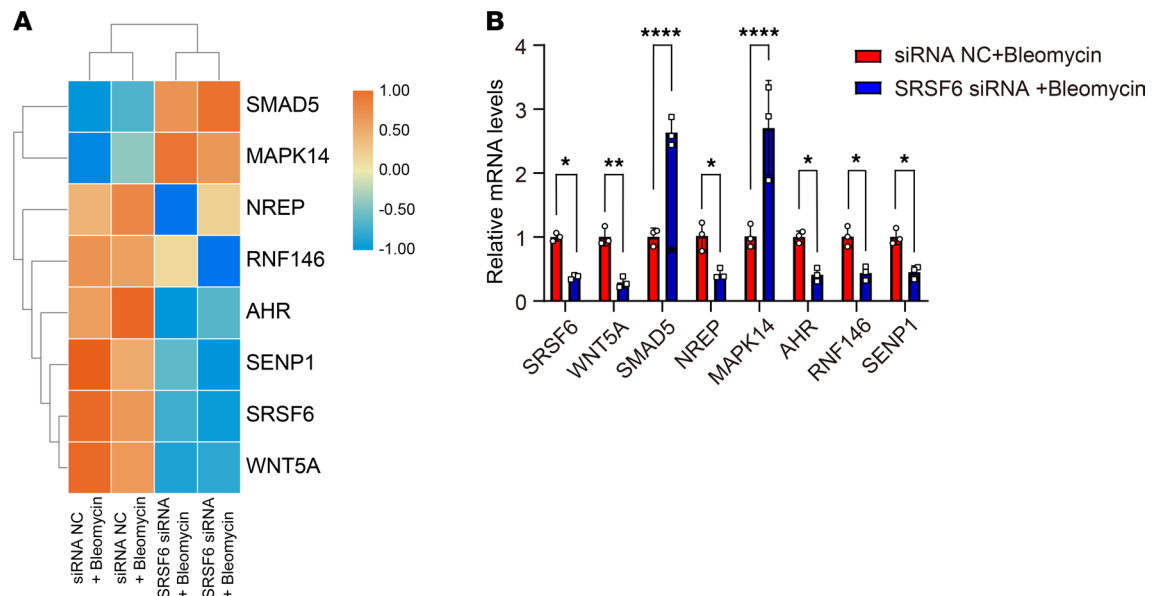 A
SMAD5
MAPK14
NREP
RNF146
AHR
SENP1
SRSF6
WNT5A
1.00
0.50
0.00
-0.50
-1.00
siRNA NC
+ Bleomycin
siRNA NC
+ Bleomycin
SRSF6 siRNA
+ Bleomycin
SRSF6 siRNA
+ Bleomycin
B
Relative mRNA levels
4
3
2
1
0
* ** **** * **** * * *
SRSF6
WNT5A
SMAD5
NREP
MAPK14
AHR
RNF146
SENP1
siRNA NC+Bleomycin
SRSF6 siRNA +Bleomycin